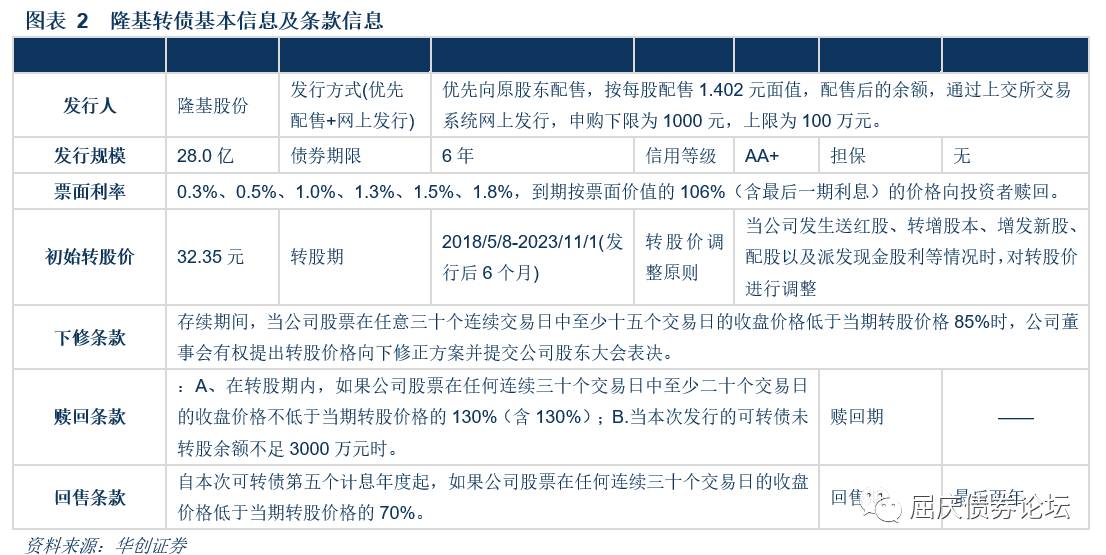 图表 2 隆基转债基本信息及条款信息
发行人
隆基股份
发行方式(优先
配售+网上发行)
优先向原股东配售，按每股配售 1.402 元面值，配售后的余额，通过上交所交易
系统网上发行，申购下限为 1000 元，上限为 100 万元。
发行规模
28.0 亿
债券期限
6 年
信用等级
AA+
担保
无
票面利率
0.3%、0.5%、1.0%、1.3%、1.5%、1.8%，到期按票面价值的 106%（含最后一期利息）的价格向投资者赎回。
初始转股价
32.35 元
转股期
2018/5/8-2023/11/1(发
行后 6 个月)
转股价调
整原则
当公司发生送红股、转增股本、增发新股、
配股以及派发现金股利等情况时，对转股价
进行调整
下修条款
存续期间，当公司股票在任意三十个连续交易日中至少十五个交易日的收盘价格低于当期转股价格 85%时，公司董
事会有权提出转股价格向下修正方案并提交公司股东大会表决。
赎回条款
：A、在转股期内，如果公司股票在任何连续三十个交易日中至少二十个交易日
的收盘价格不低于当期转股价格的 130%（含 130%）；B.当本次发行的可转债未
转股余额不足 3000 万元时。
赎回期
——
回售条款
自本次可转债第五个计息年度起，如果公司股票在任何连续三十个交易日的收盘
价格低于当期转股价格的 70%。
回售
最后两年
屈庆债券论坛
资料来源：华创证券